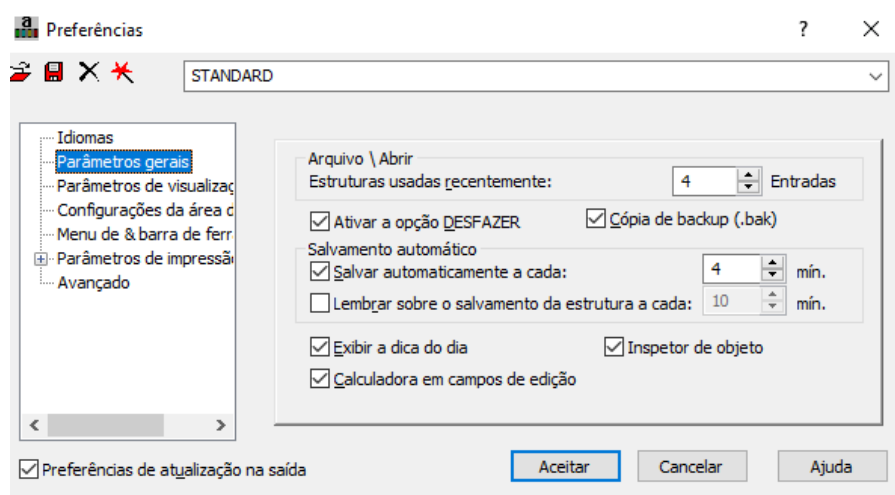 Preferências
STANDARD
Idiomas
Parâmetros gerais
Parâmetros de visualizaç
Configurações da área d
Menu de & barra de ferr
Parâmetros de impressã
Avançado
Arquivo \ Abrir
Estruturas usadas recentemente: 4 Entradas
Ativar a opção DESFAZER Cópia de backup (.bak)
Salvamento automático
Salvar automaticamente a cada: 4 mín.
Lembrar sobre o salvamento da estrutura a cada: 10 mín.
Exibir a dica do dia Inspetor de objeto
Calculadora em campos de edição
Preferências de atualização na saída
Aceitar Cancelar Ajuda